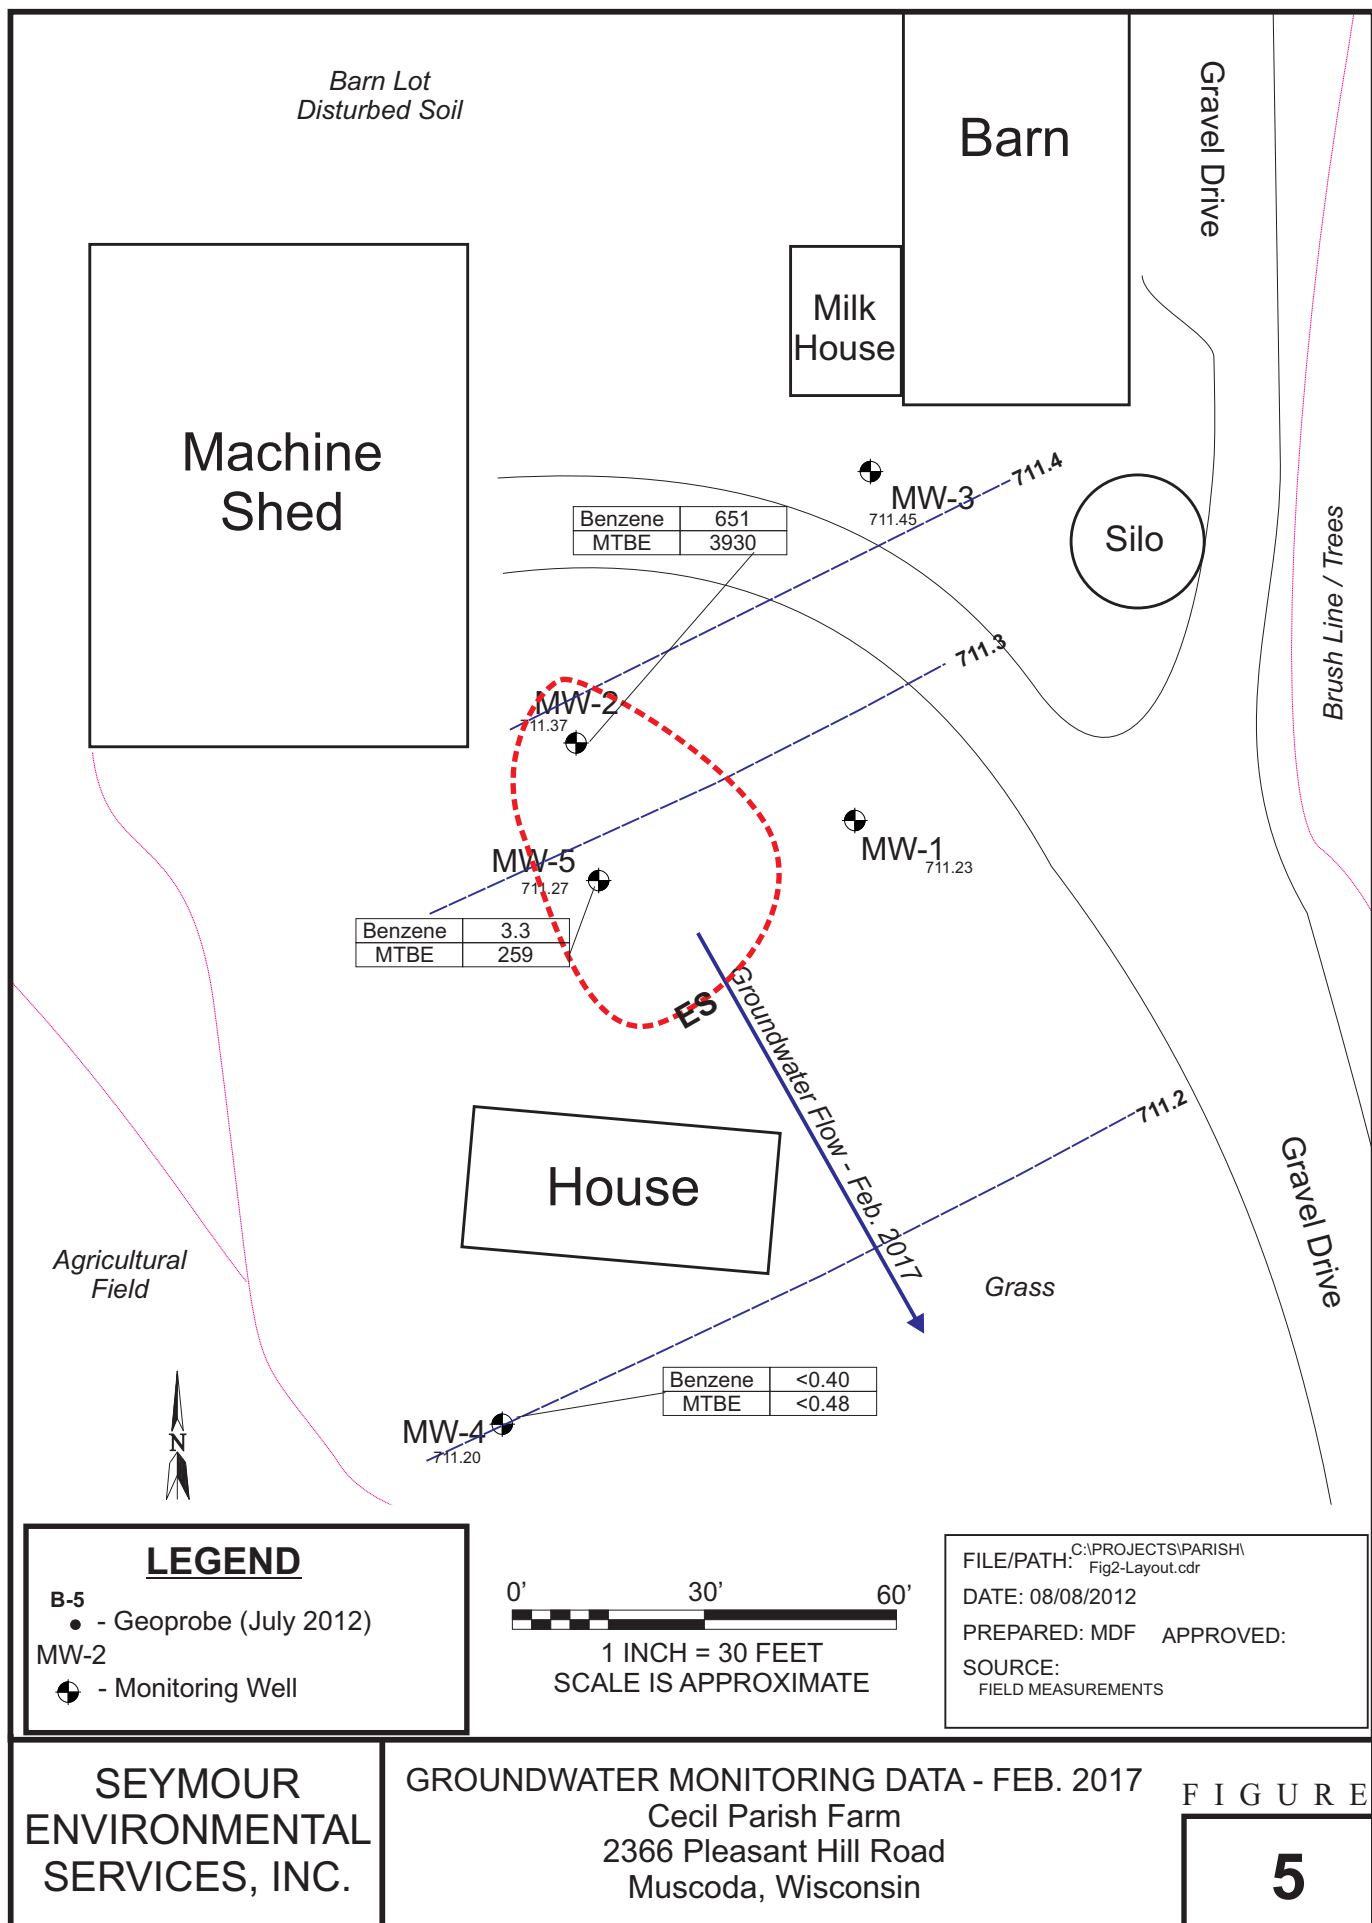 Barn Lot
Disturbed Soil
Barn
Gravel Drive
Milk
House
Machine
Shed
MW-3
711.45
711.4
Silo
Brush Line / Trees
Benzene 651
MTBE 3930
711.3
MW-2
711.37
MW-1
711.23
MW-5
711.27
Benzene 3.3
MTBE 259
ES
Groundwater Flow - Feb. 2017
711.2
House
Gravel Drive
Agricultural
Field
Grass
Benzene <0.40
MTBE <0.48
MW-4
711.20
N
LEGEND
B-5
- Geoprobe (July 2012)
MW-2
- Monitoring Well
0' 30' 60'
1 INCH = 30 FEET
SCALE IS APPROXIMATE
FILE/PATH: C:\PROJECTS\PARISH\
Fig2-Layout.cdr
DATE: 08/08/2012
PREPARED: MDF APPROVED:
SOURCE:
FIELD MEASUREMENTS
SEYMOUR
ENVIRONMENTAL
SERVICES, INC.
GROUNDWATER MONITORING DATA - FEB. 2017
Cecil Parish Farm
2366 Pleasant Hill Road
Muscoda, Wisconsin
FIGURE
5